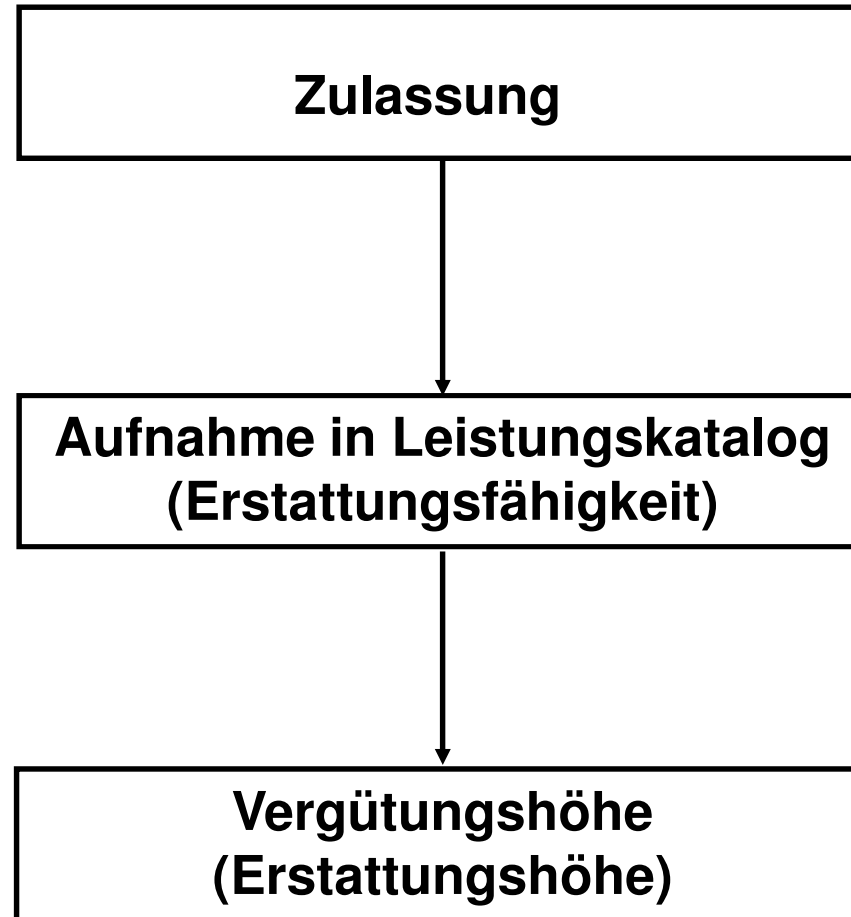 Zulassung
Aufnahme in Leistungskatalog
(Erstattungsfähigkeit)
Vergütungshöhe
(Erstattungshöhe)